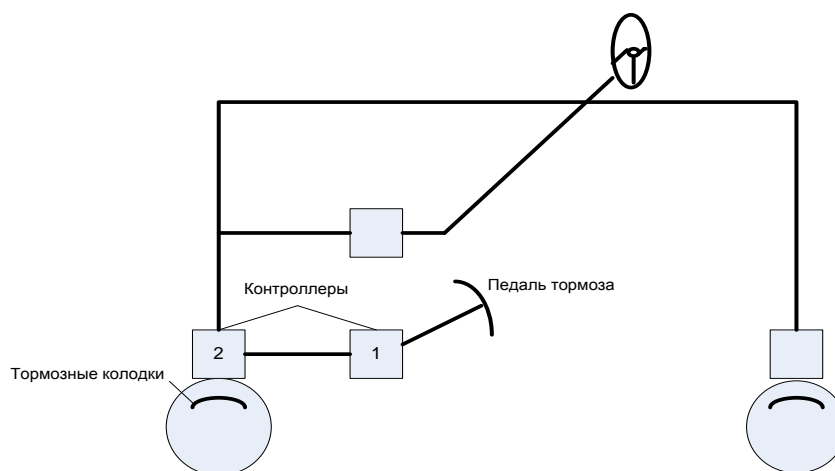 Педаль тормоза
Контроллеры
2
1
Тормозные колодки